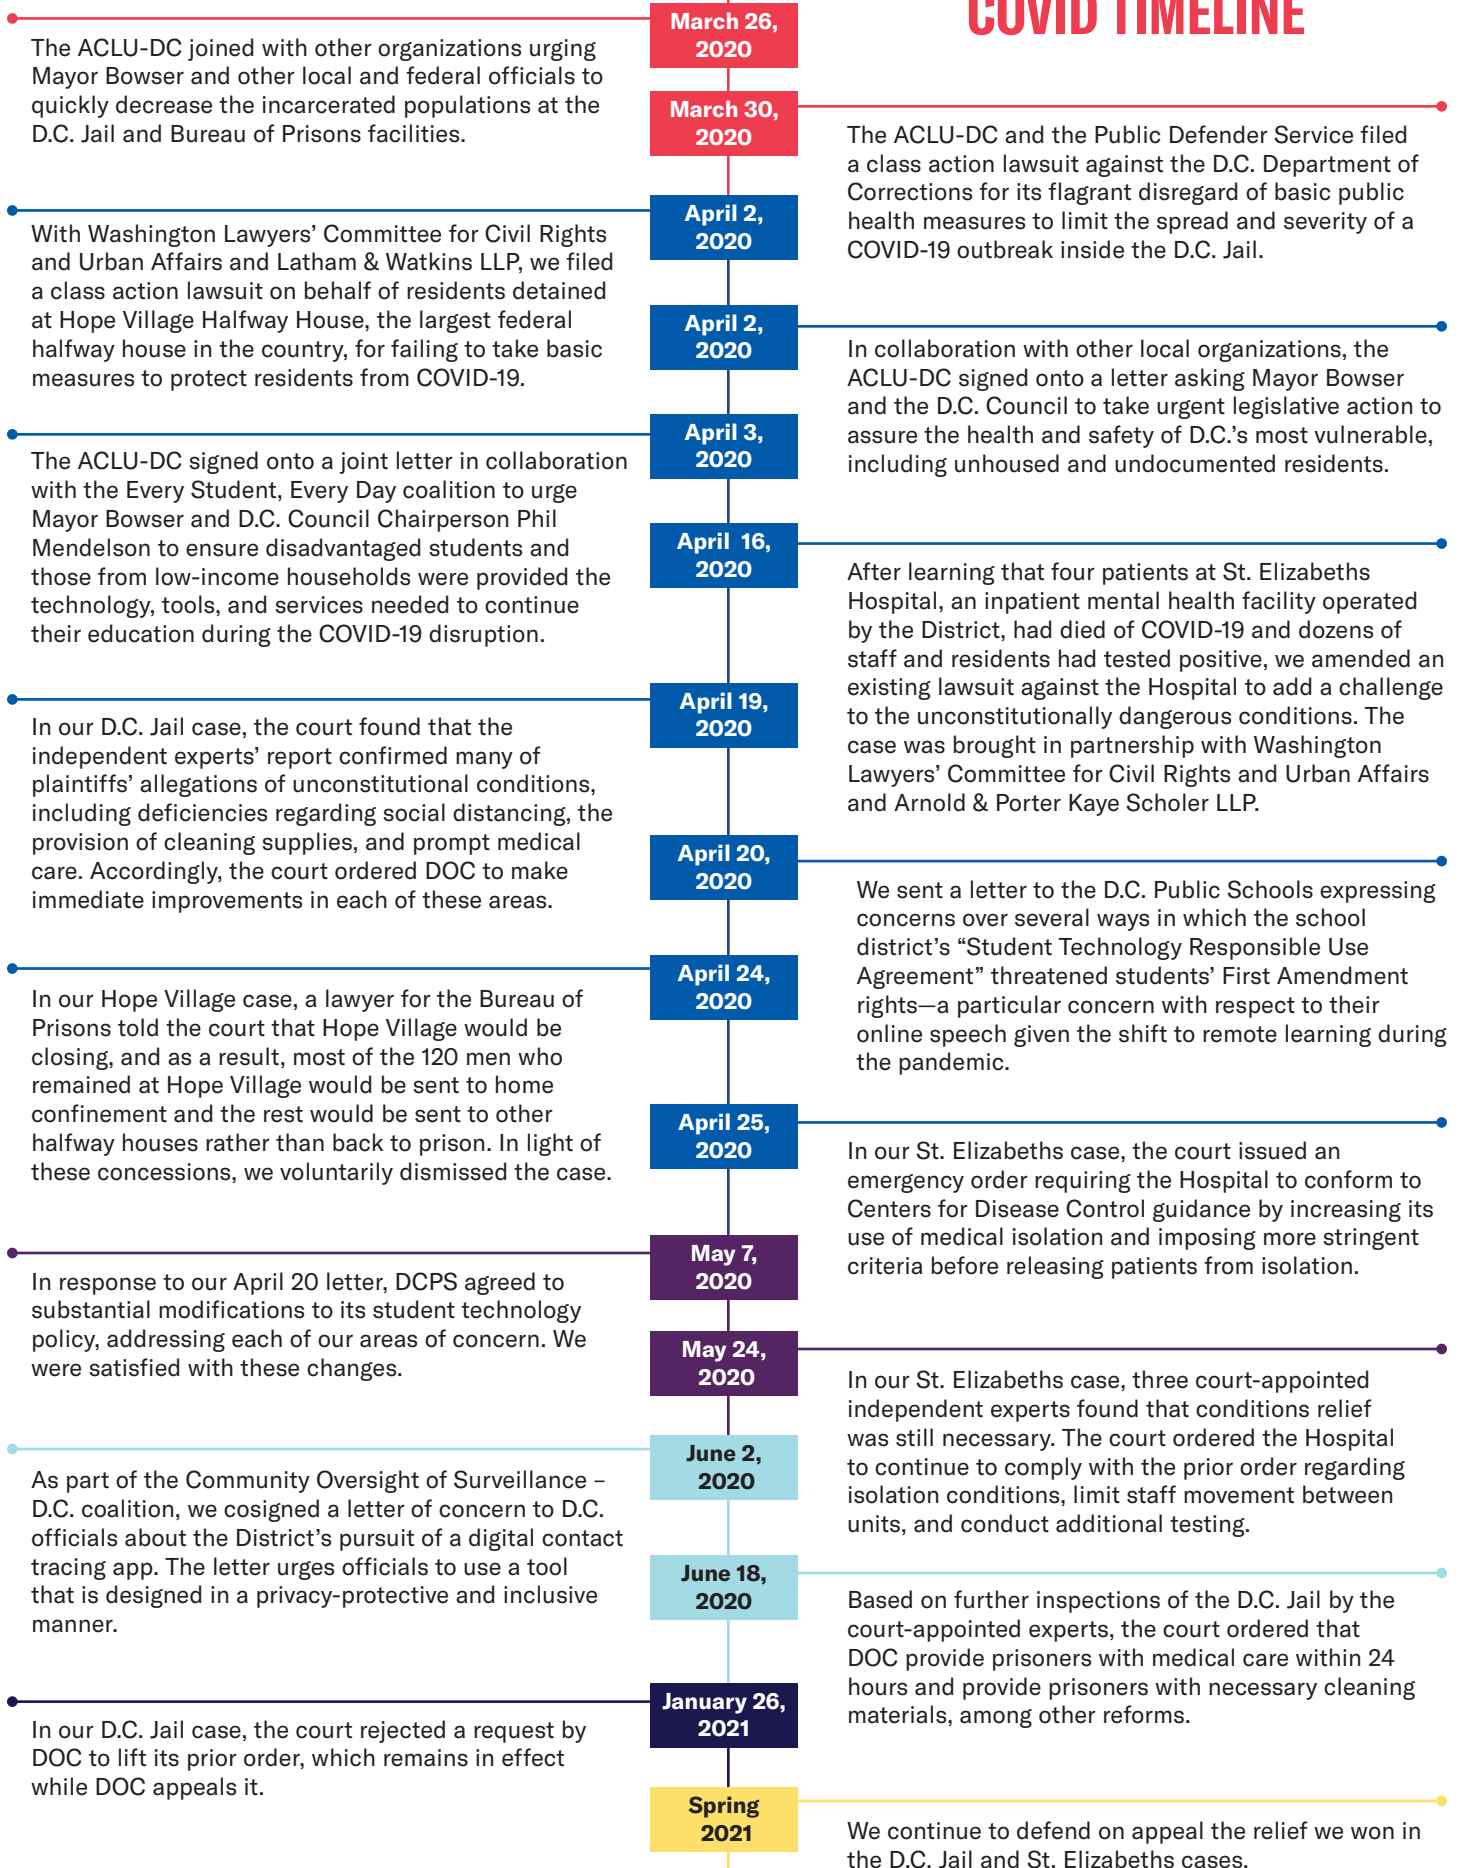 COVID TIMELINE
March 26,
2020
The ACLU-DC joined with other organizations urging
Mayor Bowser and other local and federal officials to
quickly decrease the incarcerated populations at the
D.C. Jail and Bureau of Prisons facilities.
March 30,
2020
The ACLU-DC and the Public Defender Service filed
a class action lawsuit against the D.C. Department of
Corrections for its flagrant disregard of basic public
health measures to limit the spread and severity of a
COVID-19 outbreak inside the D.C. Jail.
April 2,
2020
With Washington Lawyers’ Committee for Civil Rights
and Urban Affairs and Latham & Watkins LLP, we filed
a class action lawsuit on behalf of residents detained
at Hope Village Halfway House, the largest federal
halfway house in the country, for failing to take basic
measures to protect residents from COVID-19.
April 2,
2020
In collaboration with other local organizations, the
ACLU-DC signed onto a letter asking Mayor Bowser
and the D.C. Council to take urgent legislative action to
assure the health and safety of D.C.'s most vulnerable,
including unhoused and undocumented residents.
April 3,
2020
The ACLU-DC signed onto a joint letter in collaboration
with the Every Student, Every Day coalition to urge
Mayor Bowser and D.C. Council Chairperson Phil
Mendelson to ensure disadvantaged students and
those from low-income households were provided the
technology, tools, and services needed to continue
their education during the COVID-19 disruption.
April 16,
2020
After learning that four patients at St. Elizabeths
Hospital, an inpatient mental health facility operated
by the District, had died of COVID-19 and dozens of
staff and residents had tested positive, we amended an
existing lawsuit against the Hospital to add a challenge
to the unconstitutionally dangerous conditions. The
case was brought in partnership with Washington
Lawyers’ Committee for Civil Rights and Urban Affairs
and Arnold & Porter Kaye Scholer LLP.
April 19,
2020
In our D.C. Jail case, the court found that the
independent experts’ report confirmed many of
plaintiffs’ allegations of unconstitutional conditions,
including deficiencies regarding social distancing, the
provision of cleaning supplies, and prompt medical
care. Accordingly, the court ordered DOC to make
immediate improvements in each of these areas.
April 20,
2020
We sent a letter to the D.C. Public Schools expressing
concerns over several ways in which the school
district’s “Student Technology Responsible Use
Agreement” threatened students’ First Amendment
rights—a particular concern with respect to their
online speech given the shift to remote learning during
the pandemic.
April 24,
2020
In our Hope Village case, a lawyer for the Bureau of
Prisons told the court that Hope Village would be
closing, and as a result, most of the 120 men who
remained at Hope Village would be sent to home
confinement and the rest would be sent to other
halfway houses rather than back to prison. In light of
these concessions, we voluntarily dismissed the case.
April 25,
2020
In our St. Elizabeths case, the court issued an
emergency order requiring the Hospital to conform to
Centers for Disease Control guidance by increasing its
use of medical isolation and imposing more stringent
criteria before releasing patients from isolation.
May 7,
2020
In response to our April 20 letter, DCPS agreed to
substantial modifications to its student technology
policy, addressing each of our areas of concern. We
were satisfied with these changes.
May 24,
2020
In our St. Elizabeths case, three court-appointed
independent experts found that conditions relief
was still necessary. The court ordered the Hospital
to continue to comply with the prior order regarding
isolation conditions, limit staff movement between
units, and conduct additional testing.
June 2,
2020
As part of the Community Oversight of Surveillance –
D.C. coalition, we cosigned a letter of concern to D.C.
officials about the District’s pursuit of a digital contact
tracing app. The letter urges officials to use a tool
that is designed in a privacy-protective and inclusive
manner.
June 18,
2020
Based on further inspections of the D.C. Jail by the
court-appointed experts, the court ordered that
DOC provide prisoners with medical care within 24
hours and provide prisoners with necessary cleaning
materials, among other reforms.
January 26,
2021
In our D.C. Jail case, the court rejected a request by
DOC to lift its prior order, which remains in effect
while DOC appeals it.
Spring
2021
We continue to defend on appeal the relief we won in
the D.C. Jail and St. Elizabeths cases.